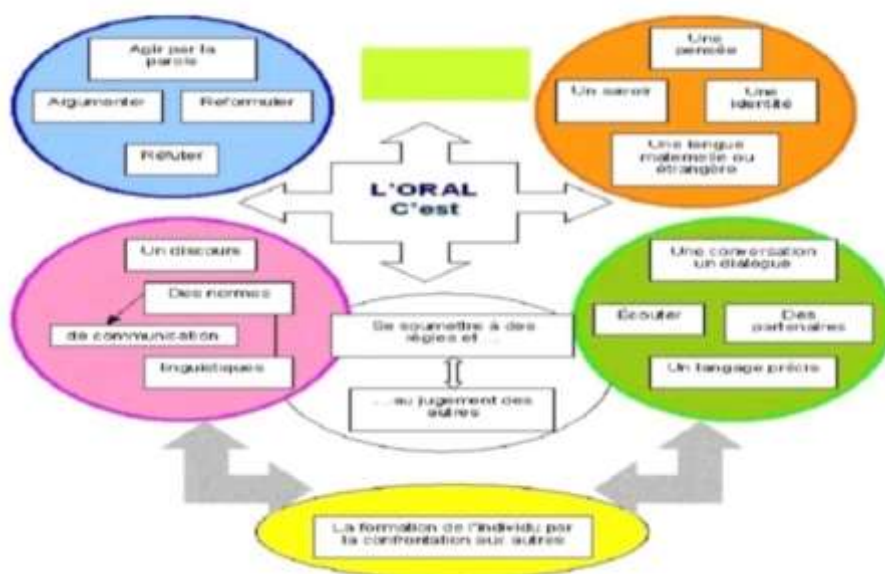 Agir par la
parole
Argumenter
Reformuler
Réfuter
Une
pensée
Un savoir
Une
identité
Une langue
maternelle ou
étrangère
L'ORAL
C'est
Un discours
Des normes
de communication
linguistiques
Se soumettre à des
règles et ...
...au jugement des
autres
Une conversation
un dialogue
Écouter
Des
partenaires
Un langage précis
La formation de l'individu par
la confrontation aux autres